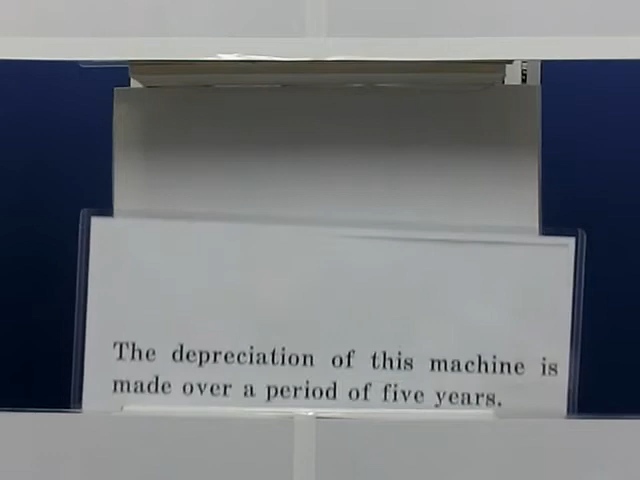 The depreciation of this machine is
made over a period of five years.